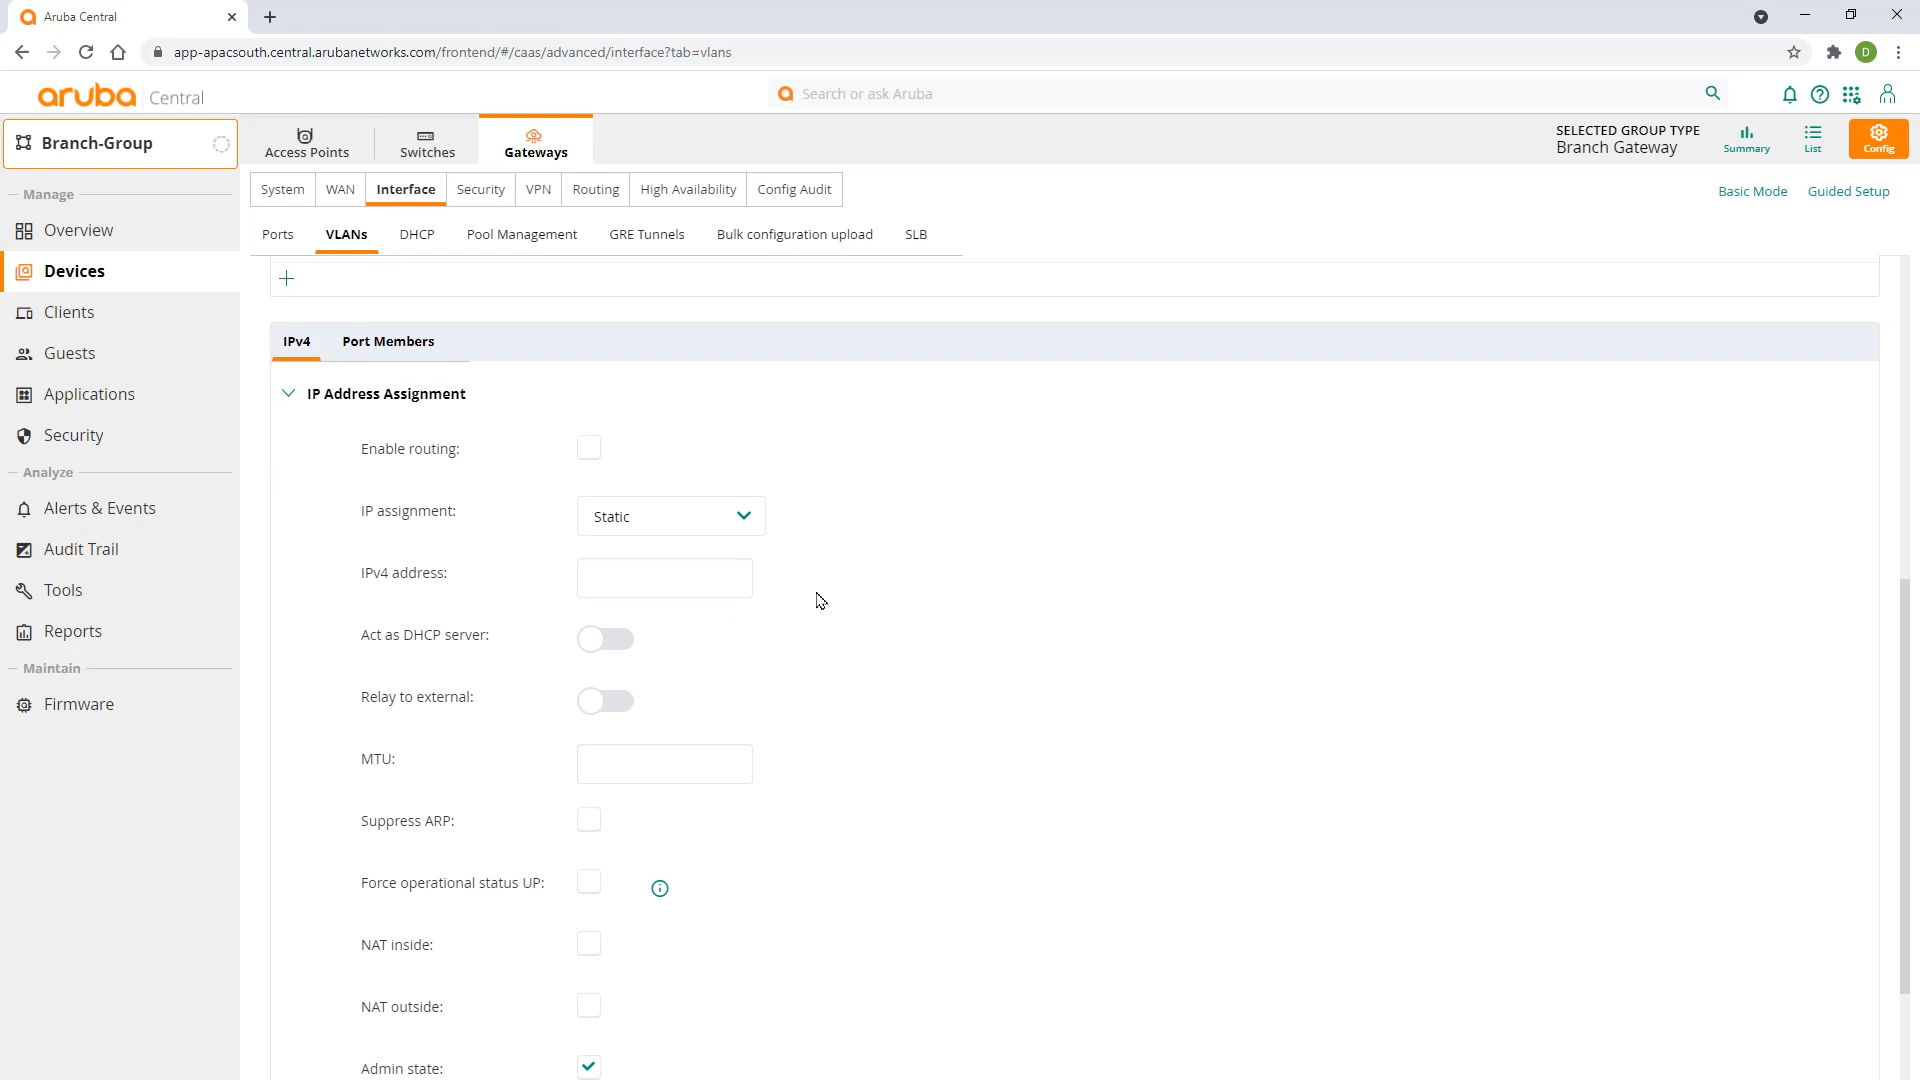 Aruba Central
app-apacsouth.central.arubanetworks.com/frontend/#/caas/advanced/interface?tab=vlans
D
aruba Central
Search or ask Aruba
Branch-Group
Access Points
Switches
Gateways
SELECTED GROUP TYPE
Branch Gateway
Summary
List
Config
Manage
System
WAN
Interface
Security
VPN
Routing
High Availability
Config Audit
Basic Mode
Guided Setup
Overview
Ports
VLANs
DHCP
Pool Management
GRE Tunnels
Bulk configuration upload
SLB
Devices
Clients
Guests
Applications
Security
Analyze
Alerts & Events
Audit Trail
Tools
Reports
Maintain
Firmware
IPv4
Port Members
IP Address Assignment
Enable routing:
IP assignment:
Static
IPv4 address:
Act as DHCP server:
Relay to external:
MTU:
Suppress ARP:
Force operational status UP:
NAT inside:
NAT outside:
Admin state: